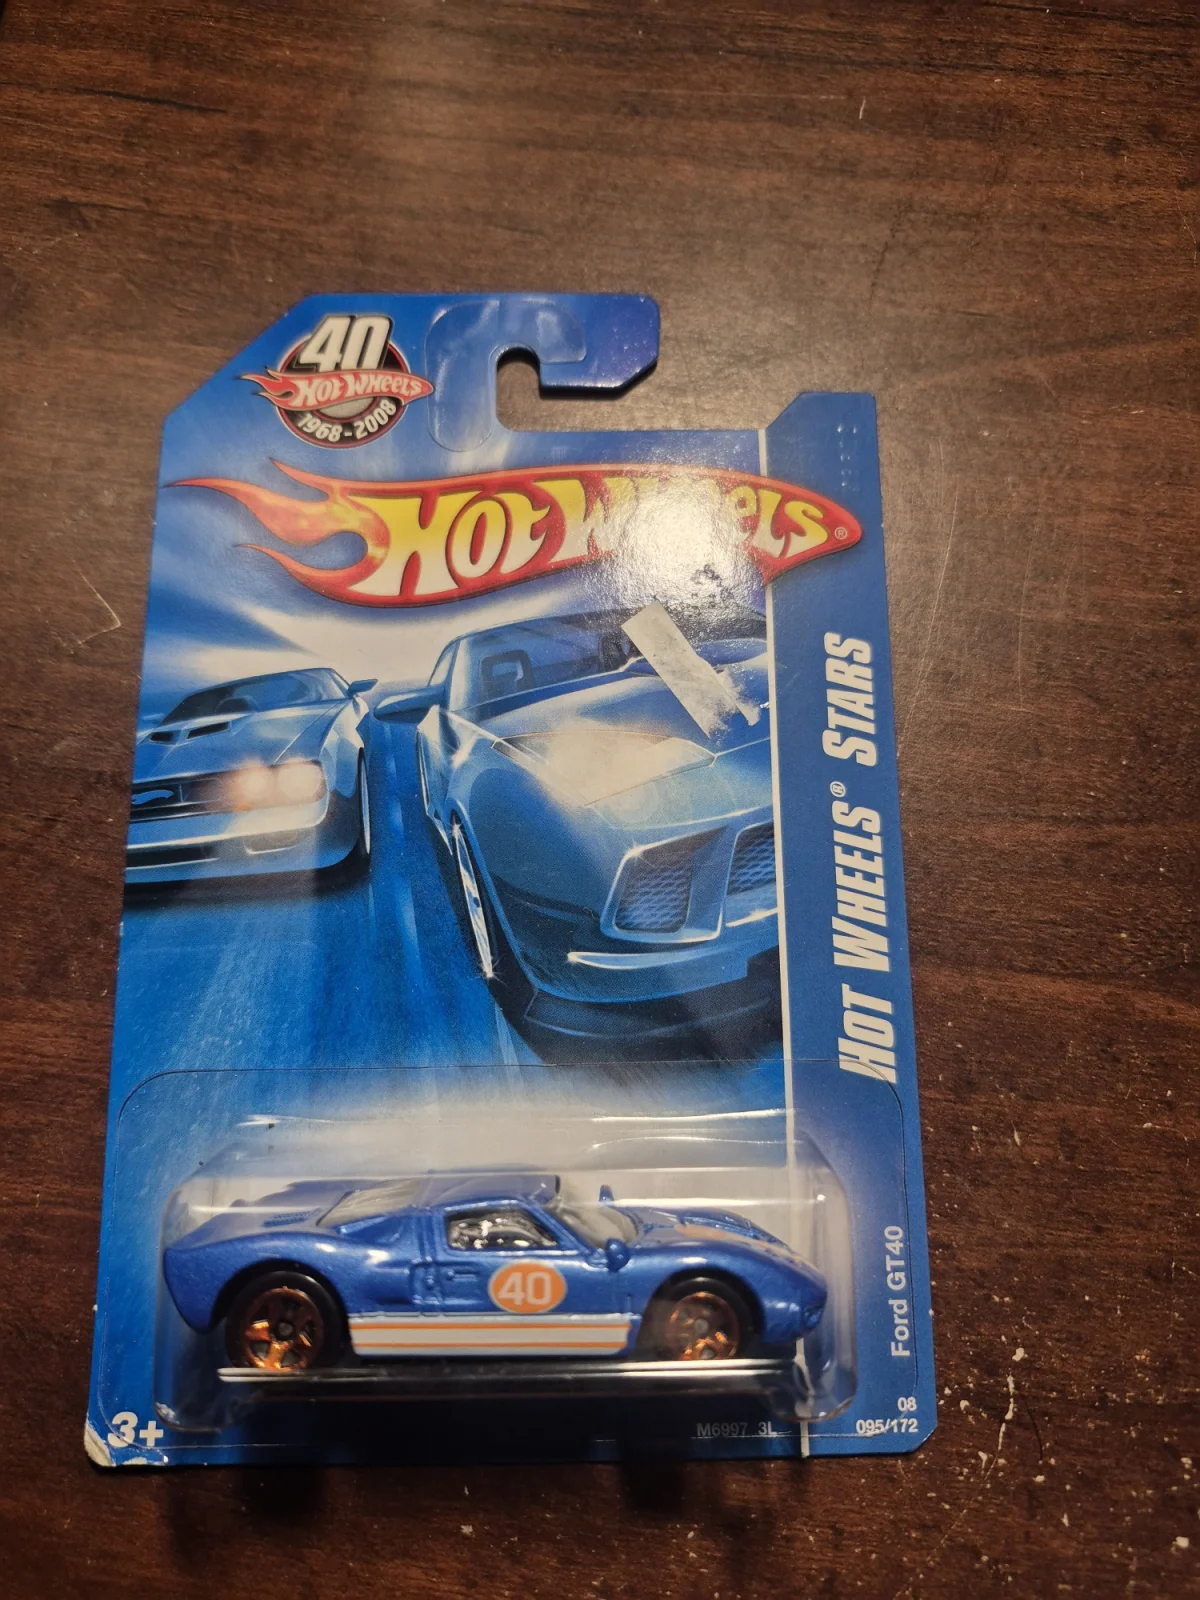 40
HOT WHEELS
1968-2008
HOT WHEELS®
HOT WHEELS® STARS
40
Ford GT40
3+
M6997 3L
08
095/172